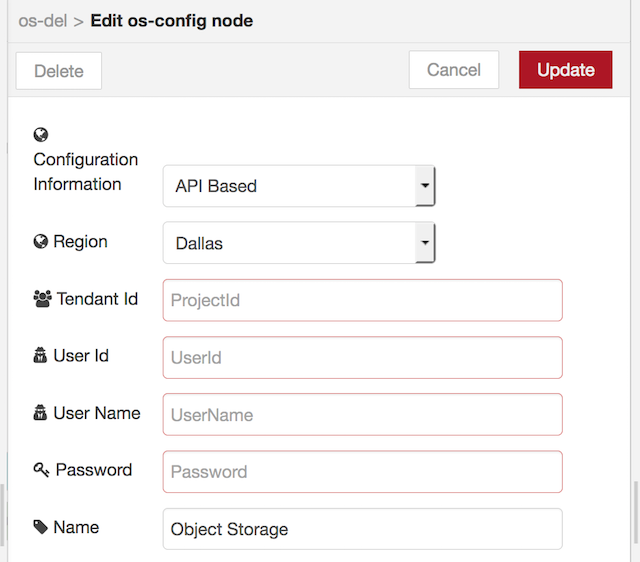 os-del > Edit os-config node
Delete Cancel Update
Configuration
Information API Based
Region Dallas
Tendant Id ProjectId
User Id UserId
User Name UserName
Password Password
Name Object Storage